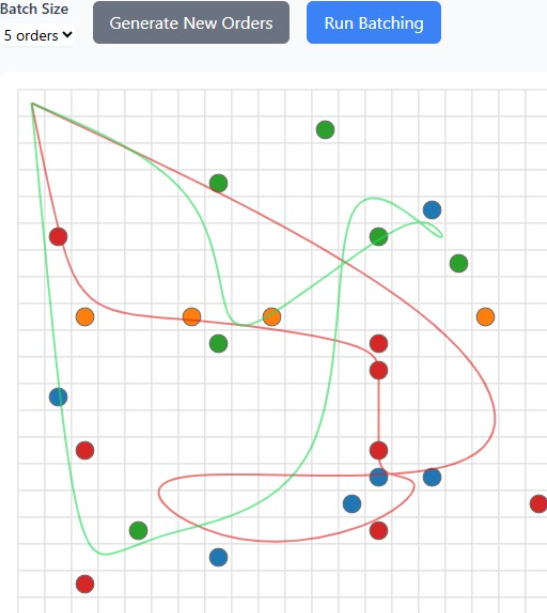 Batch Size
5 orders
Generate New Orders
Run Batching